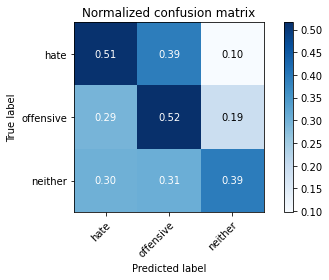 Normalized confusion matrix
True label
hate
offensive
neither
0.51 0.39 0.10
0.29 0.52 0.19
0.30 0.31 0.39
hate
offensive
neither
Predicted label
0.50
0.45
0.40
0.35
0.30
0.25
0.20
0.15
0.10